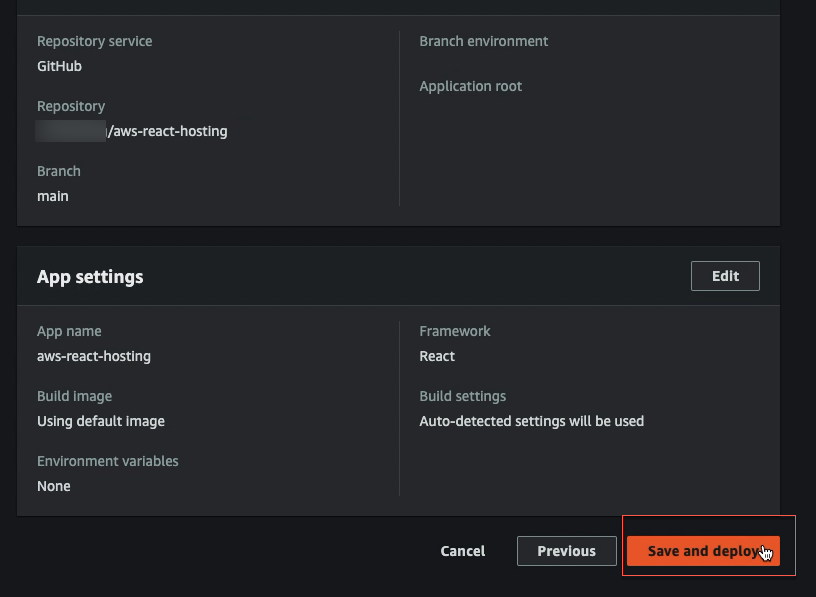 Repository service
GitHub
Repository
/aws-react-hosting
Branch
main
Branch environment
Application root
App settings
Edit
App name
aws-react-hosting
Build image
Using default image
Environment variables
None
Framework
React
Build settings
Auto-detected settings will be used
Cancel
Previous
Save and deploy